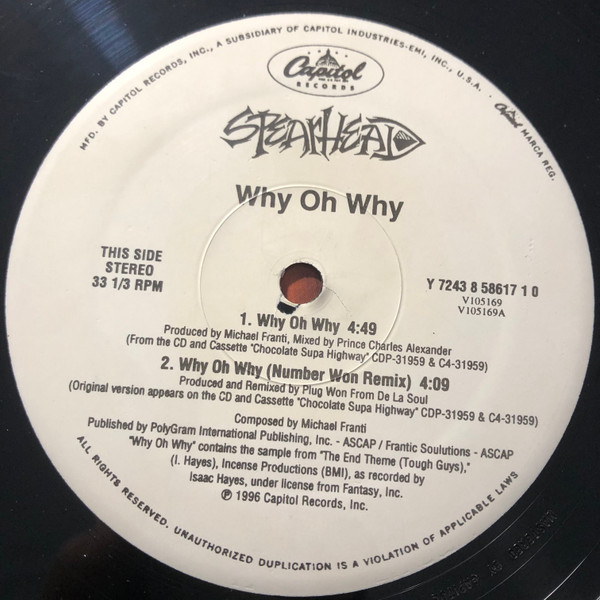 MFD. BY CAPITOL RECORDS, INC., A SUBSIDIARY OF CAPITOL INDUSTRIES-EMI, INC., U.S.A. · Capitol MARCA REG.
Capitol
RECORDS
SPEARHEAD
Why Oh Why
THIS SIDE
STEREO
33 1/3 RPM
Y 7243 8 58617 1 0
V105169
V105169A
1. Why Oh Why 4:49
Produced by Michael Franti, Mixed by Prince Charles Alexander
(From the CD and Cassette "Chocolate Supa Highway" CDP-31959 & C4-31959)
2. Why Oh Why (Number Won Remix) 4:09
Produced and Remixed by Plug Won From De La Soul
(Original version appears on the CD and Cassette "Chocolate Supa Highway" CDP-31959 & C4-31959)
Composed by Michael Franti
Published by PolyGram International Publishing, Inc. - ASCAP / Frantic Soulutions - ASCAP
"Why Oh Why" contains the sample from "The End Theme (Tough Guys),"
(I. Hayes), Incense Productions (BMI), as recorded by
Isaac Hayes, under license from Fantasy, Inc.
℗ 1996 Capitol Records, Inc.
ALL RIGHTS RESERVED. UNAUTHORIZED DUPLICATION IS A VIOLATION OF APPLICABLE LAWS